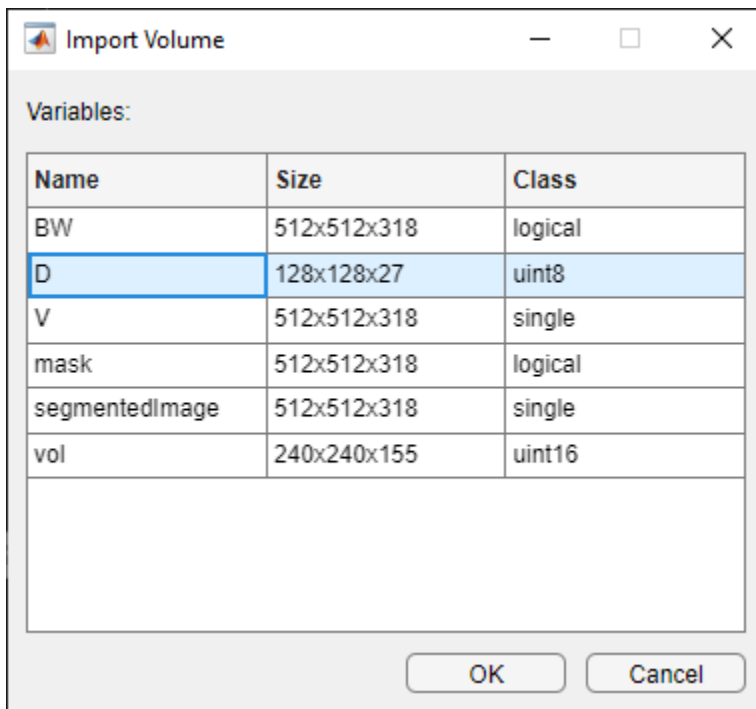 Import Volume
Variables:
Name Size Class
BW 512x512x318 logical
D 128x128x27 uint8
V 512x512x318 single
mask 512x512x318 logical
segmentedImage 512x512x318 single
vol 240x240x155 uint16
OK Cancel